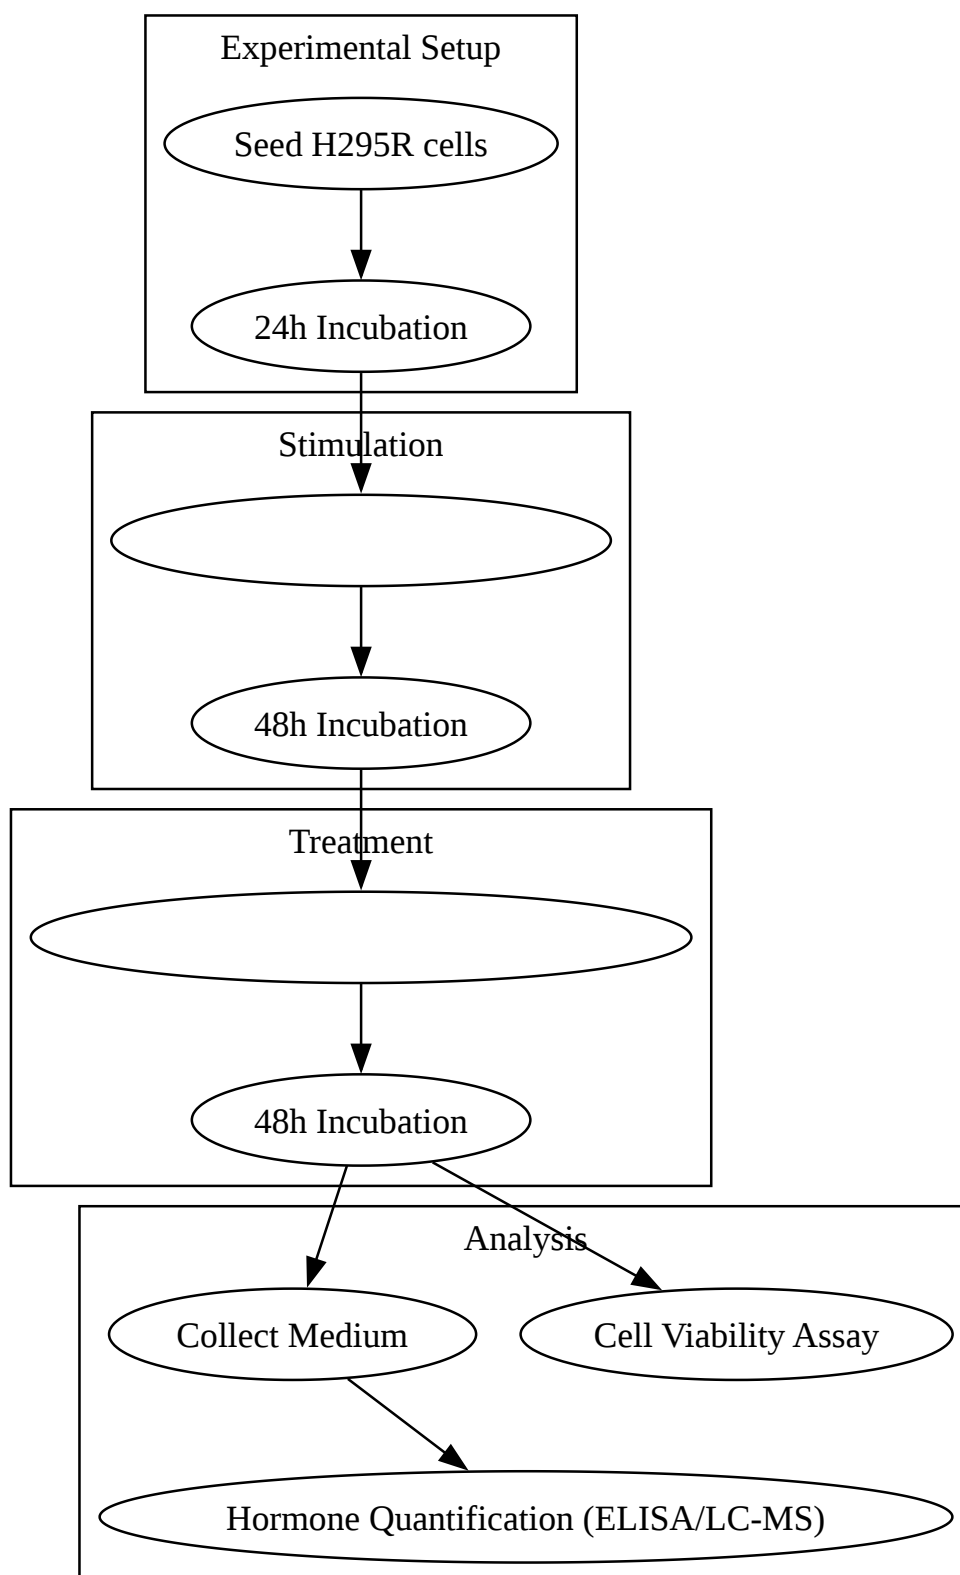 Experimental Setup
Seed H295R cells
24h Incubation
Stimulation
48h Incubation
Treatment
48h Incubation
Analysis
Collect Medium
Cell Viability Assay
Hormone Quantification (ELISA/LC-MS)